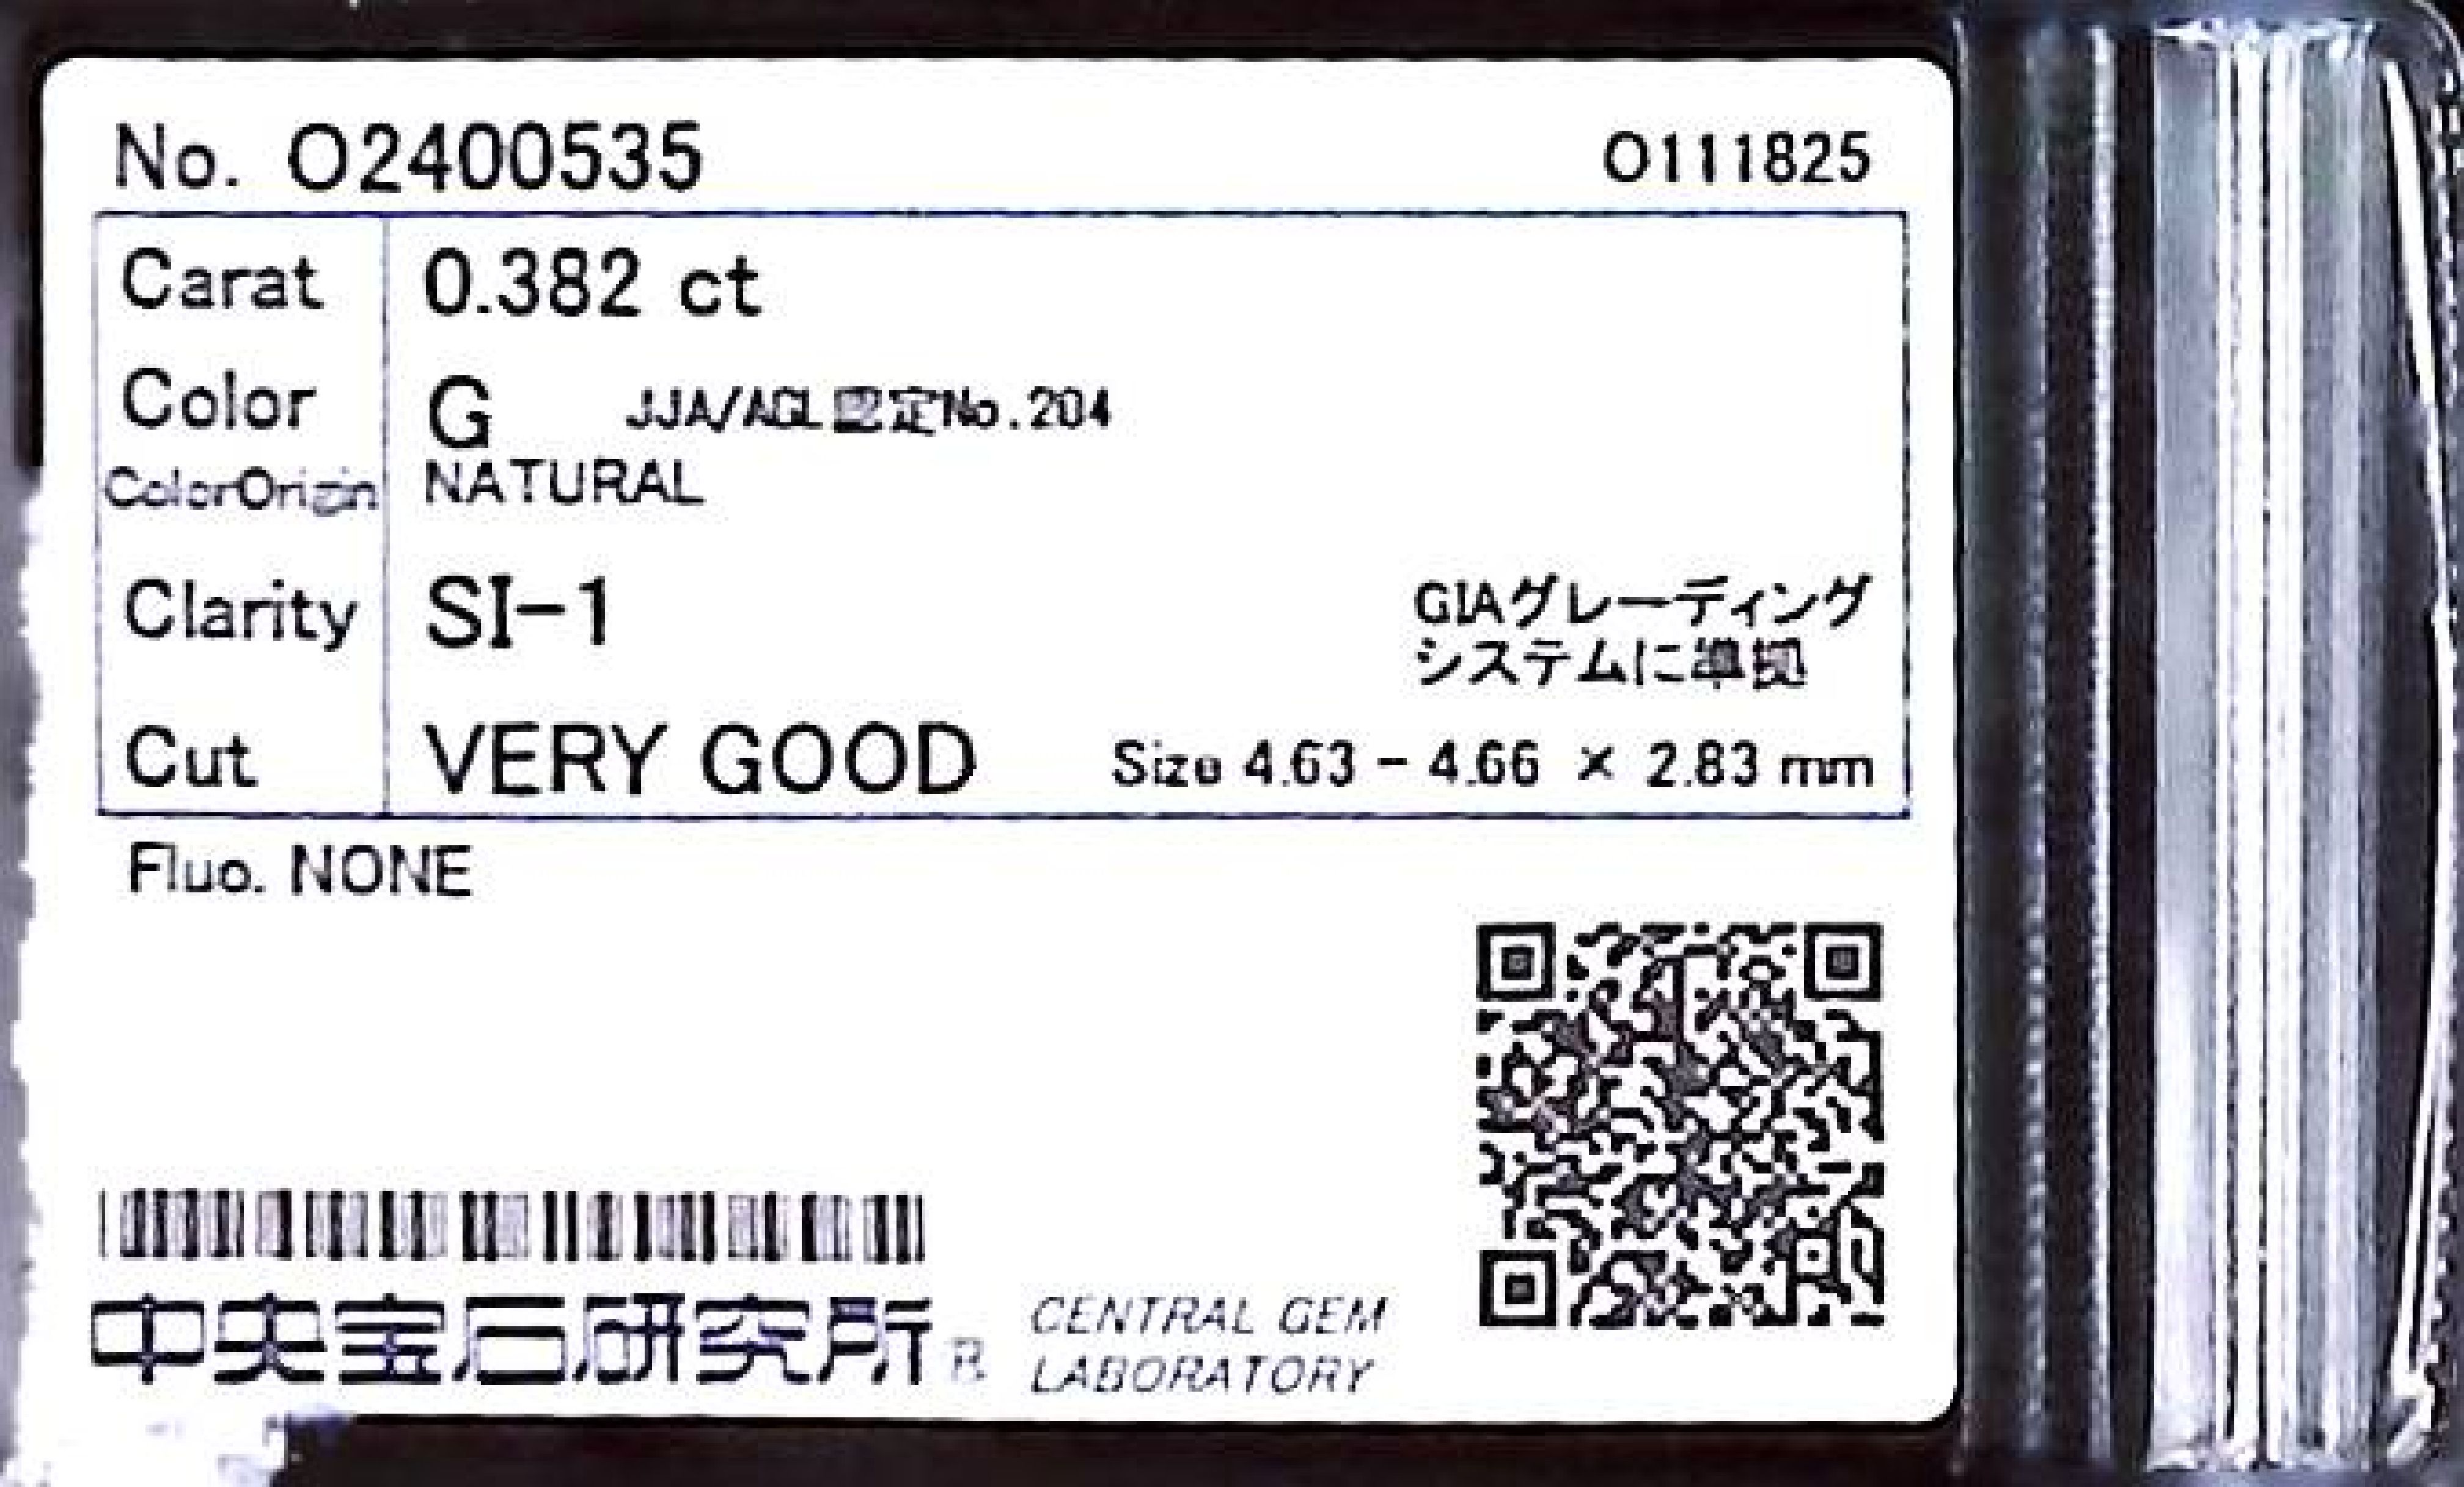 No. O2400535 O111825
Carat 0.382 ct
Color G JJA/AGL認定No.204
ColorOrigin NATURAL
Clarity SI-1
GIAグレーディング
システムに準拠
Cut VERY GOOD Size 4.63 - 4.66 × 2.83 mm
Fluo. NONE
中央宝石研究所® CENTRAL GEM
LABORATORY